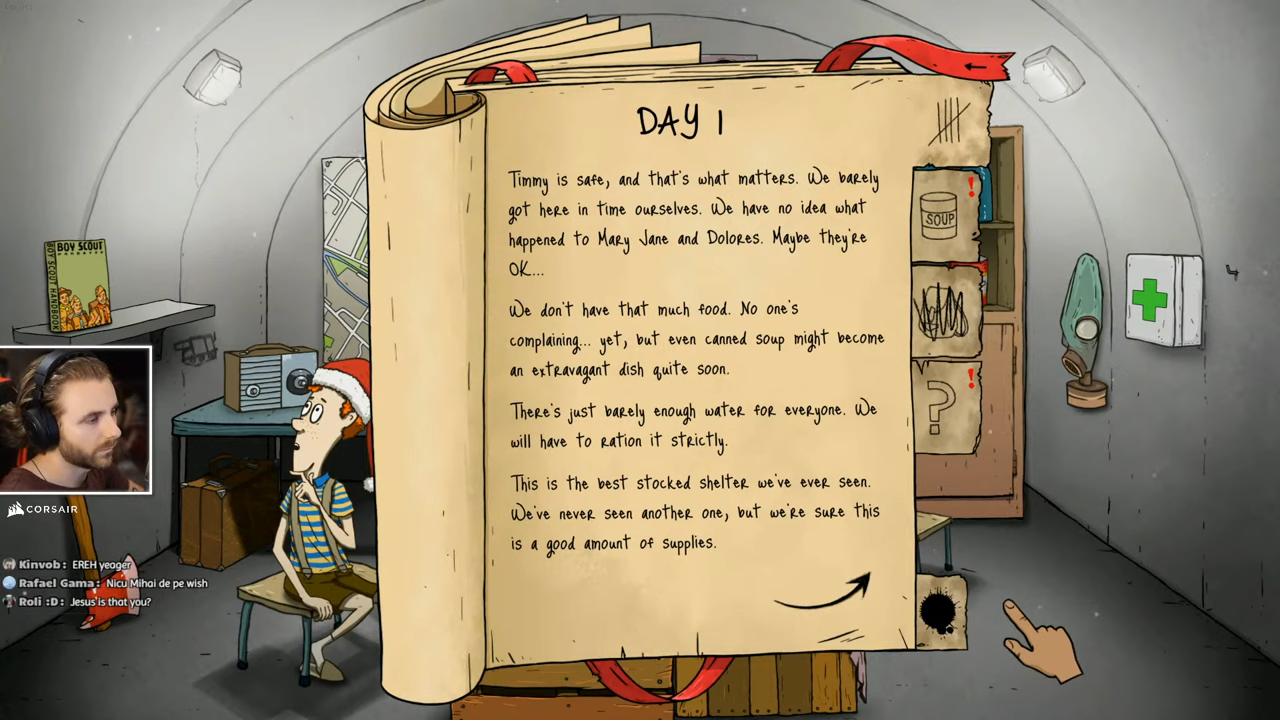 DAY 1
Timmy is safe, and that's what matters. We barely
got here in time ourselves. We have no idea what
happened to Mary Jane and Dolores. Maybe they're
OK...
We don't have that much food. No one's
complaining... yet, but even canned soup might become
an extravagant dish quite soon.
There's just barely enough water for everyone. We
will have to ration it strictly.
This is the best stocked shelter we've ever seen.
We've never seen another one, but we're sure this
is a good amount of supplies.
!
SOUP
!
?
BOY SCOUT
BOY SCOUT HANDBOOK
CORSAIR
Kinvob: EREH yeager
Rafael Gama: Nicu Mihai de pe wish
Roli :D: Jesus is that you?